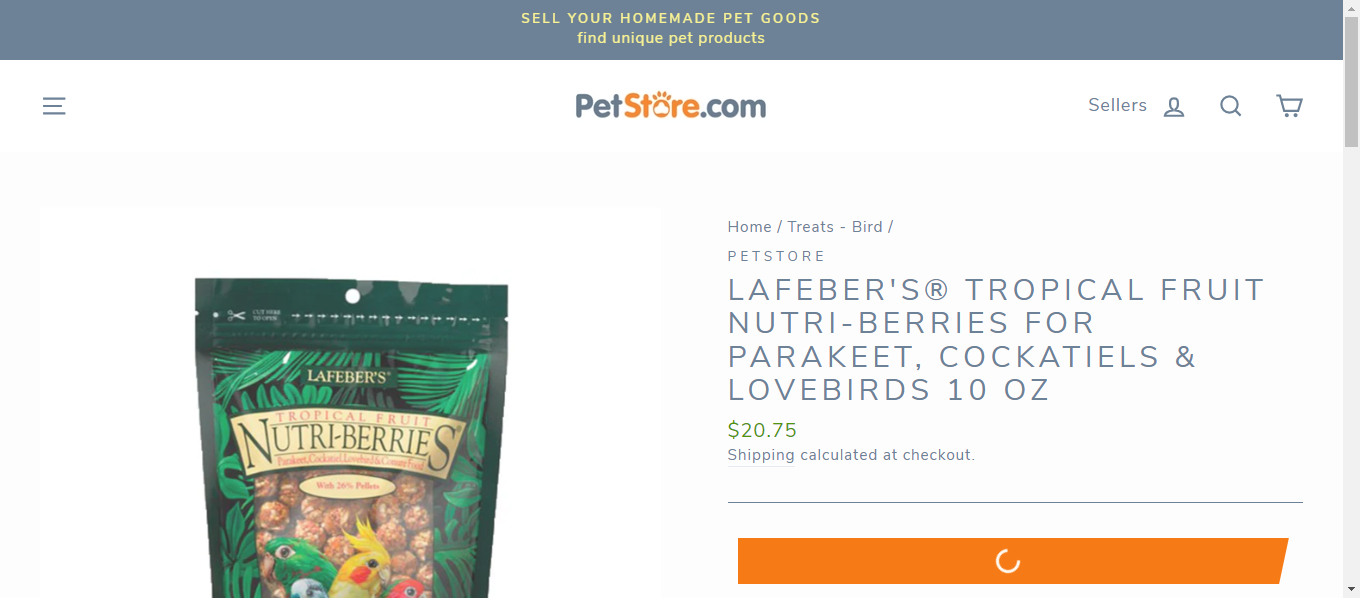 SELL YOUR HOMEMADE PET GOODS
find unique pet products
PetStore.com
Sellers
Home / Treats - Bird /
PETSTORE
LAFEBER'S® TROPICAL FRUIT
NUTRI-BERRIES FOR
PARAKEET, COCKATIELS &
LOVEBIRDS 10 OZ
$20.75
Shipping calculated at checkout.
CUT HERE
TO OPEN
LAFEBER'S®
TROPICAL FRUIT
NUTRI-BERRIES
Parakeet, Cockatiel, Lovebird & Conure Food
With 26% Pellets